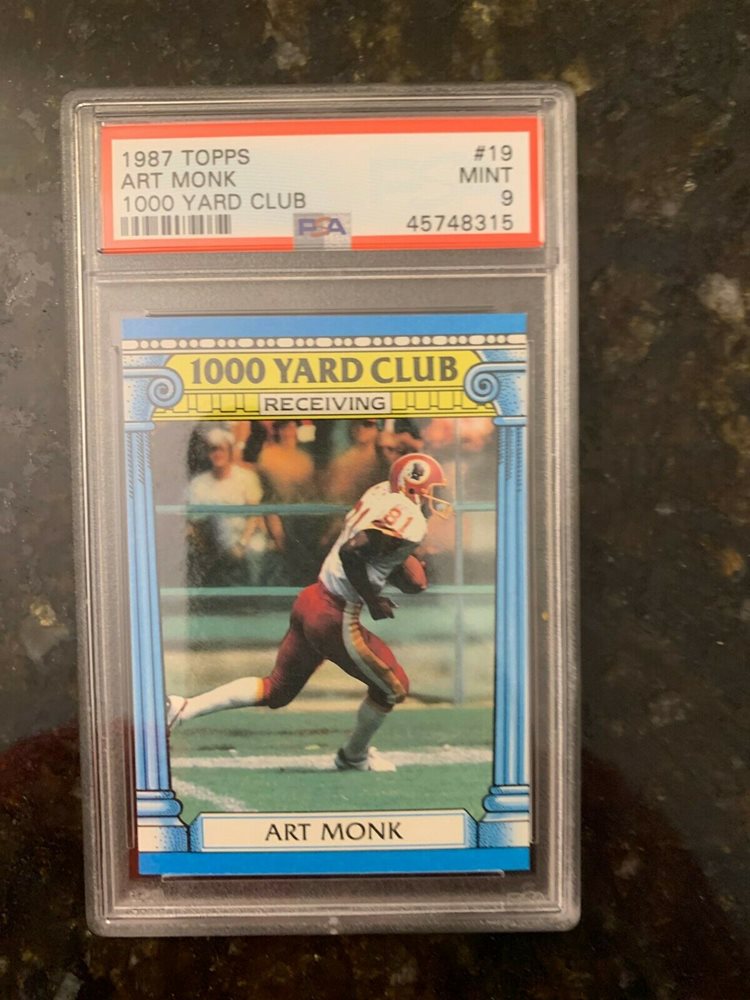 1987 TOPPS #19
ART MONK MINT
1000 YARD CLUB 9
PSA 45748315
1000 YARD CLUB
RECEIVING
81
ART MONK